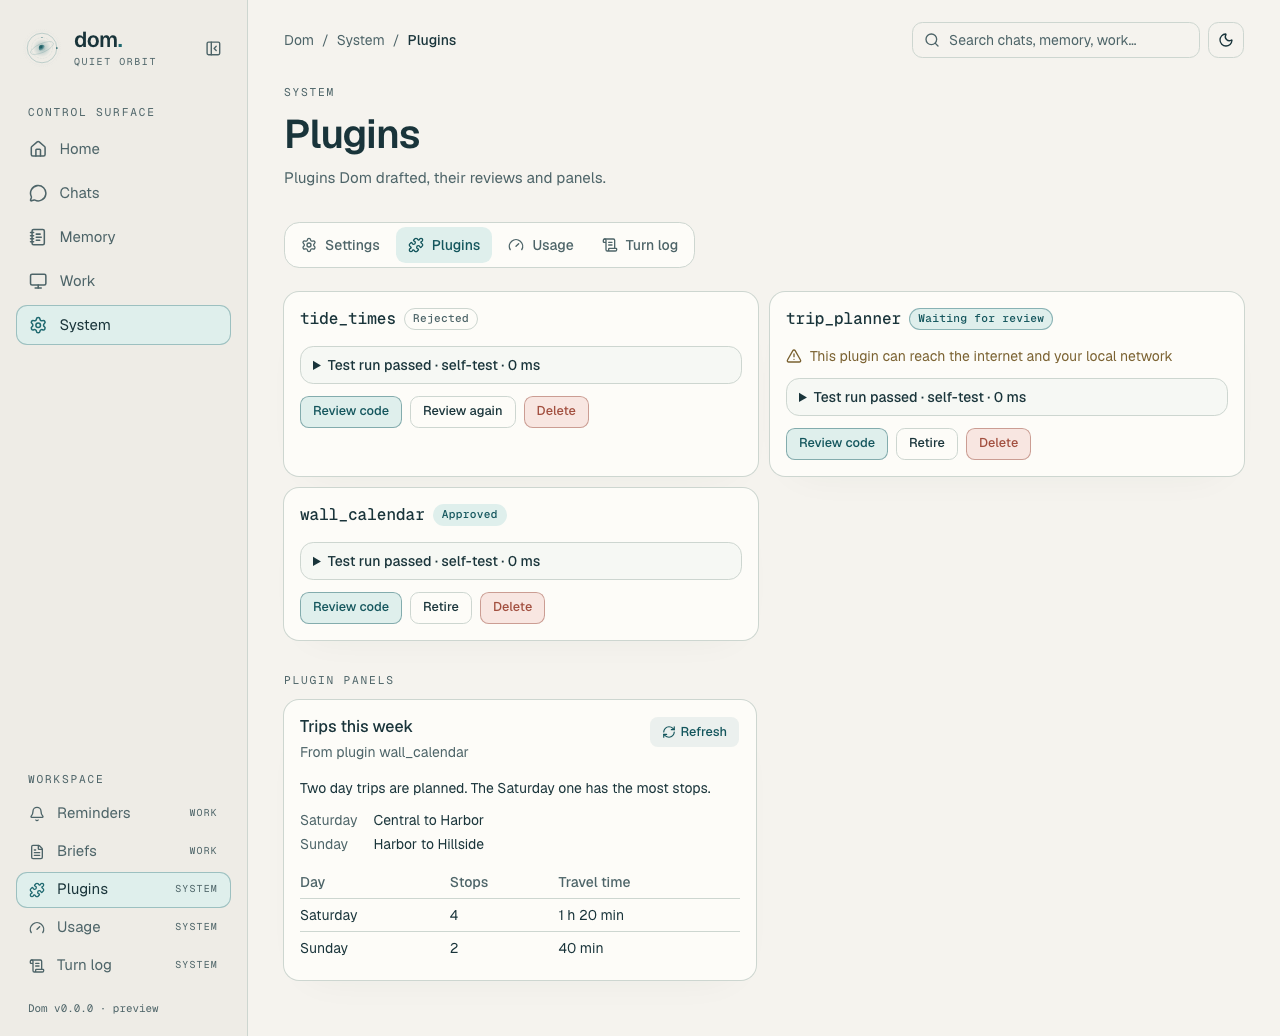 dom.
QUIET ORBIT
CONTROL SURFACE
Home
Chats
Memory
Work
System
WORKSPACE
Reminders WORK
Briefs WORK
Plugins SYSTEM
Usage SYSTEM
Turn log SYSTEM
Dom v0.0.0 · preview
Dom / System / Plugins
Search chats, memory, work…
SYSTEM
Plugins
Plugins Dom drafted, their reviews and panels.
Settings Plugins Usage Turn log
tide_times Rejected
Test run passed · self-test · 0 ms
Review code Review again Delete
trip_planner Waiting for review
This plugin can reach the internet and your local network
Test run passed · self-test · 0 ms
Review code Retire Delete
wall_calendar Approved
Test run passed · self-test · 0 ms
Review code Retire Delete
PLUGIN PANELS
Trips this week
Refresh
From plugin wall_calendar
Two day trips are planned. The Saturday one has the most stops.
Saturday Central to Harbor
Sunday Harbor to Hillside
Day Stops Travel time
Saturday 4 1 h 20 min
Sunday 2 40 min